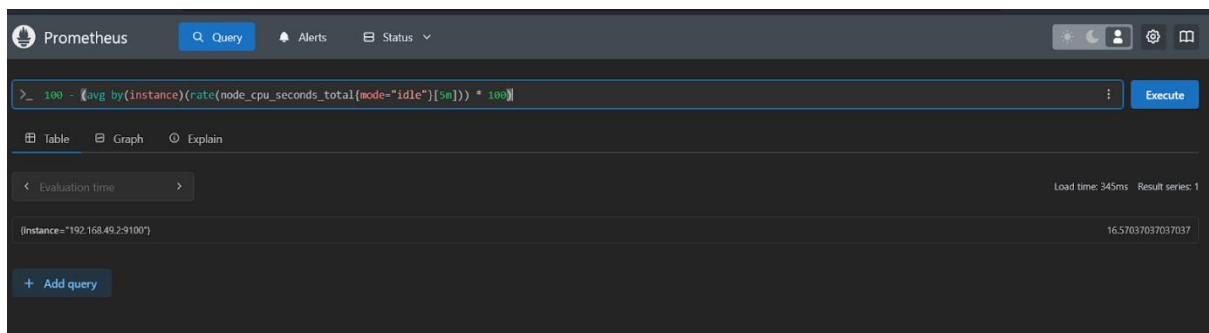 Prometheus Query Alerts Status
>_ 100 - (avg by(instance)(rate(node_cpu_seconds_total{mode="idle"}[5m])) * 100) Execute
Table Graph Explain
Evaluation time Load time: 345ms Result series: 1
{instance="192.168.49.2:9100"} 16.57037037037037
+ Add query